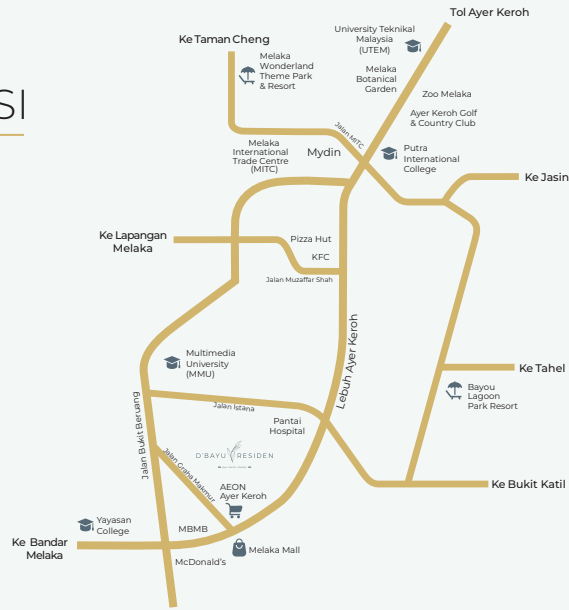 Tol Ayer Keroh
University Teknikal
Malaysia
(UTEM)
Ke Taman Cheng
Melaka
Wonderland
Theme Park
& Resort
Melaka
Botanical
Garden
Zoo Melaka
SI
Ayer Keroh Golf
& Country Club
Jalan MITC
Melaka
International
Trade Centre
(MITC)
Mydin
Putra
International
College
Ke Jasin
Ke Lapangan
Melaka
Pizza Hut
KFC
Jalan Muzaffar Shah
Lebuh Ayer Keroh
Multimedia
University
(MMU)
Ke Tahel
Bayou
Lagoon
Park Resort
Jalan Bukit Beruang
Jalan Istana
Pantai
Hospital
D'BAYU RESIDEN
Jalan Graha Makmur
AEON
Ayer Keroh
Ke Bukit Katil
Yayasan
College
MBMB
Ke Bandar
Melaka
Melaka Mall
McDonald's